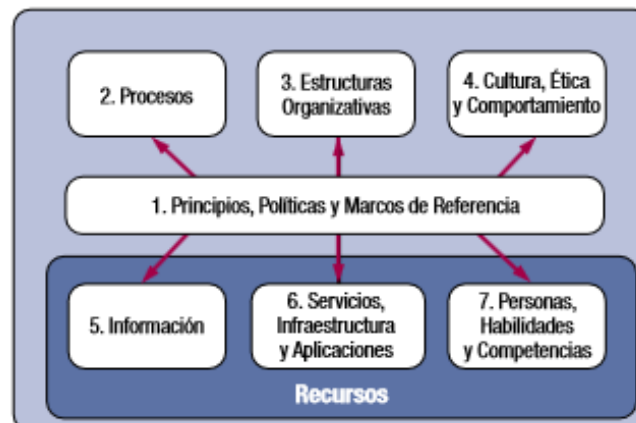 2. Procesos
3. Estructuras
Organizativas
4. Cultura, Ética
y Comportamiento
1. Principios, Políticas y Marcos de Referencia
5. Información
6. Servicios,
Infraestructura
y Aplicaciones
7. Personas,
Habilidades
y Competencias
Recursos